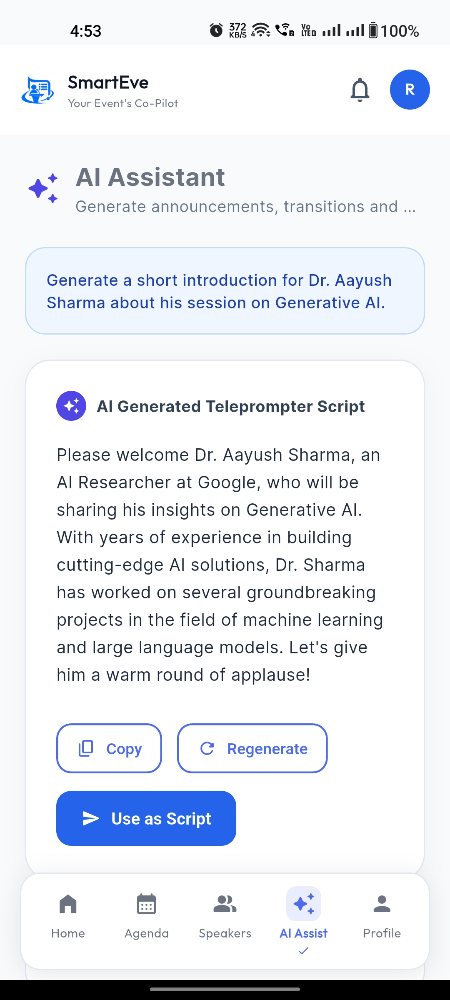 4:53
372
KB/S
4
2
Vo
LTE D
100%
SmartEve
Your Event's Co-Pilot
R
AI Assistant
Generate announcements, transitions and ...
Generate a short introduction for Dr. Aayush
Sharma about his session on Generative AI.
AI Generated Teleprompter Script
Please welcome Dr. Aayush Sharma, an
AI Researcher at Google, who will be
sharing his insights on Generative AI.
With years of experience in building
cutting-edge AI solutions, Dr. Sharma
has worked on several groundbreaking
projects in the field of machine learning
and large language models. Let's give
him a warm round of applause!
Copy
Regenerate
Use as Script
Home
Agenda
Speakers
AI Assist
Profile